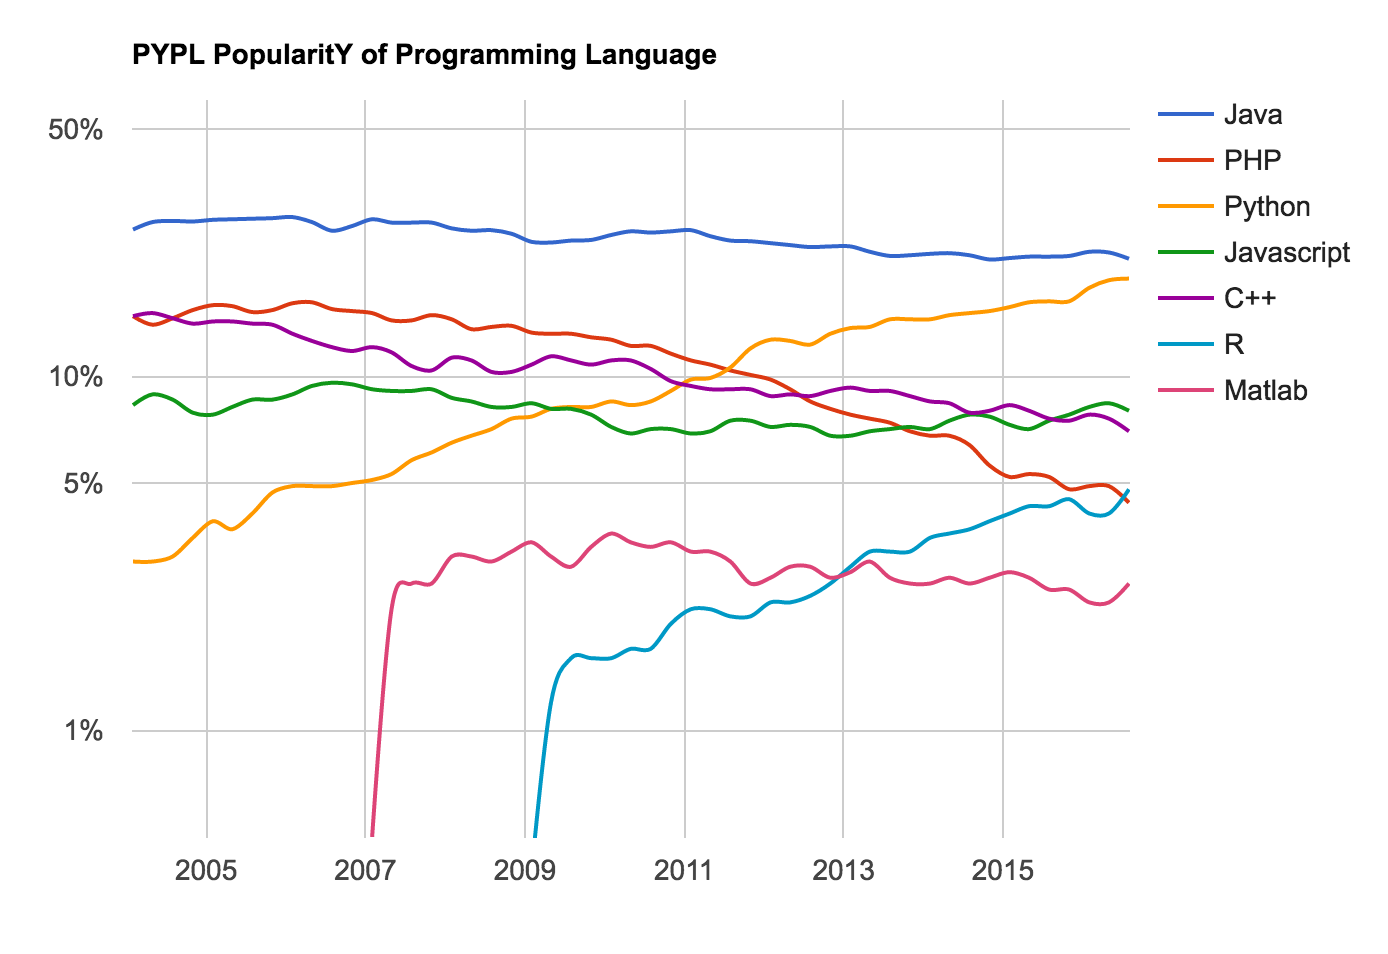 PYPL PopularitY of Programming Language
50%
10%
5%
1%
2005 2007 2009 2011 2013 2015
Java
PHP
Python
Javascript
C++
R
Matlab